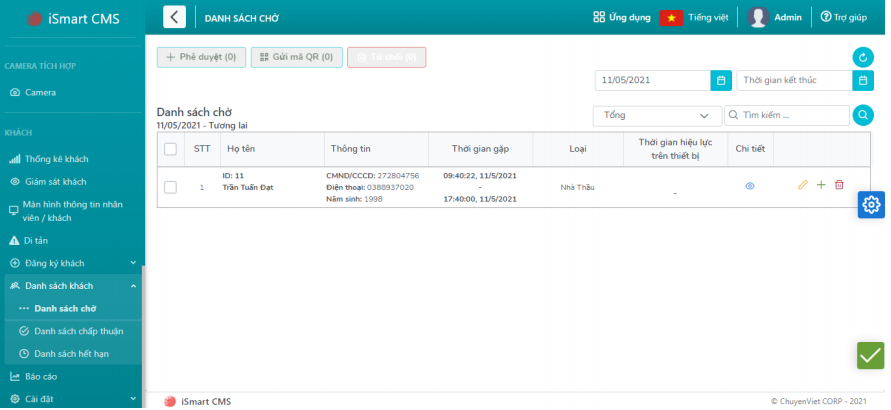 iSmart CMS
DANH SÁCH CHỜ
Ứng dụng
Tiếng việt
Admin
Trợ giúp
CAMERA TÍCH HỢP
Camera
KHÁCH
Thống kê khách
Giám sát khách
Màn hình thông tin nhân
viên / khách
Di tản
Đăng ký khách
Danh sách khách
Danh sách chờ
Danh sách chấp thuận
Danh sách hết hạn
Báo cáo
Cài đặt
Phê duyệt (0)
Gửi mã QR (0)
Từ chối (0)
11/05/2021
Thời gian kết thúc
Danh sách chờ
11/05/2021 - Tương lai
Tổng
Tìm kiếm ...
STT
Họ tên
Thông tin
Thời gian gặp
Loại
Thời gian hiệu lực
trên thiết bị
Chi tiết
1
ID: 11
Trần Tuấn Đạt
CMND/CCCD: 272804756
Điện thoại: 0388937020
Năm sinh: 1998
09:40:22, 11/5/2021
-
17:40:00, 11/5/2021
Nhà Thầu
-
iSmart CMS
© ChuyenViet CORP - 2021